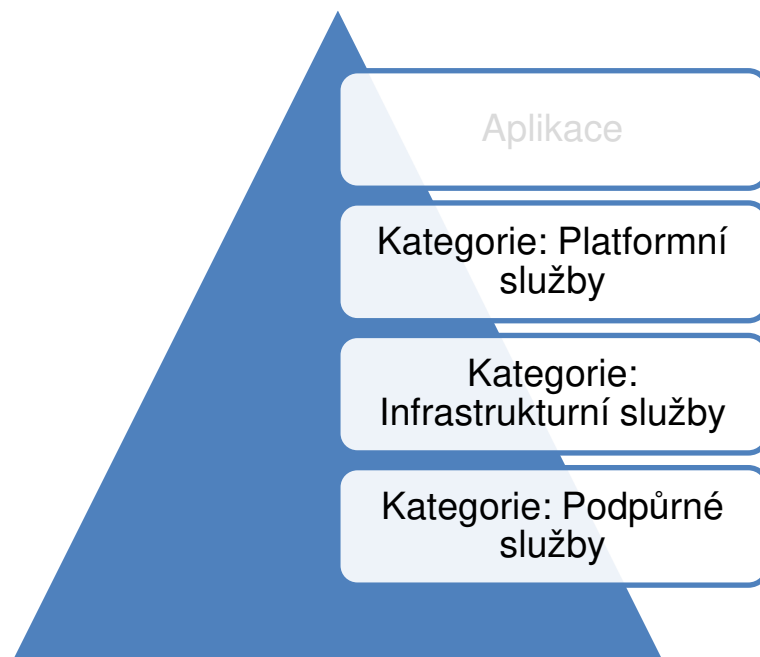 Aplikace
Kategorie: Platformní
služby
Kategorie:
Infrastrukturní služby
Kategorie: Podpůrné
služby